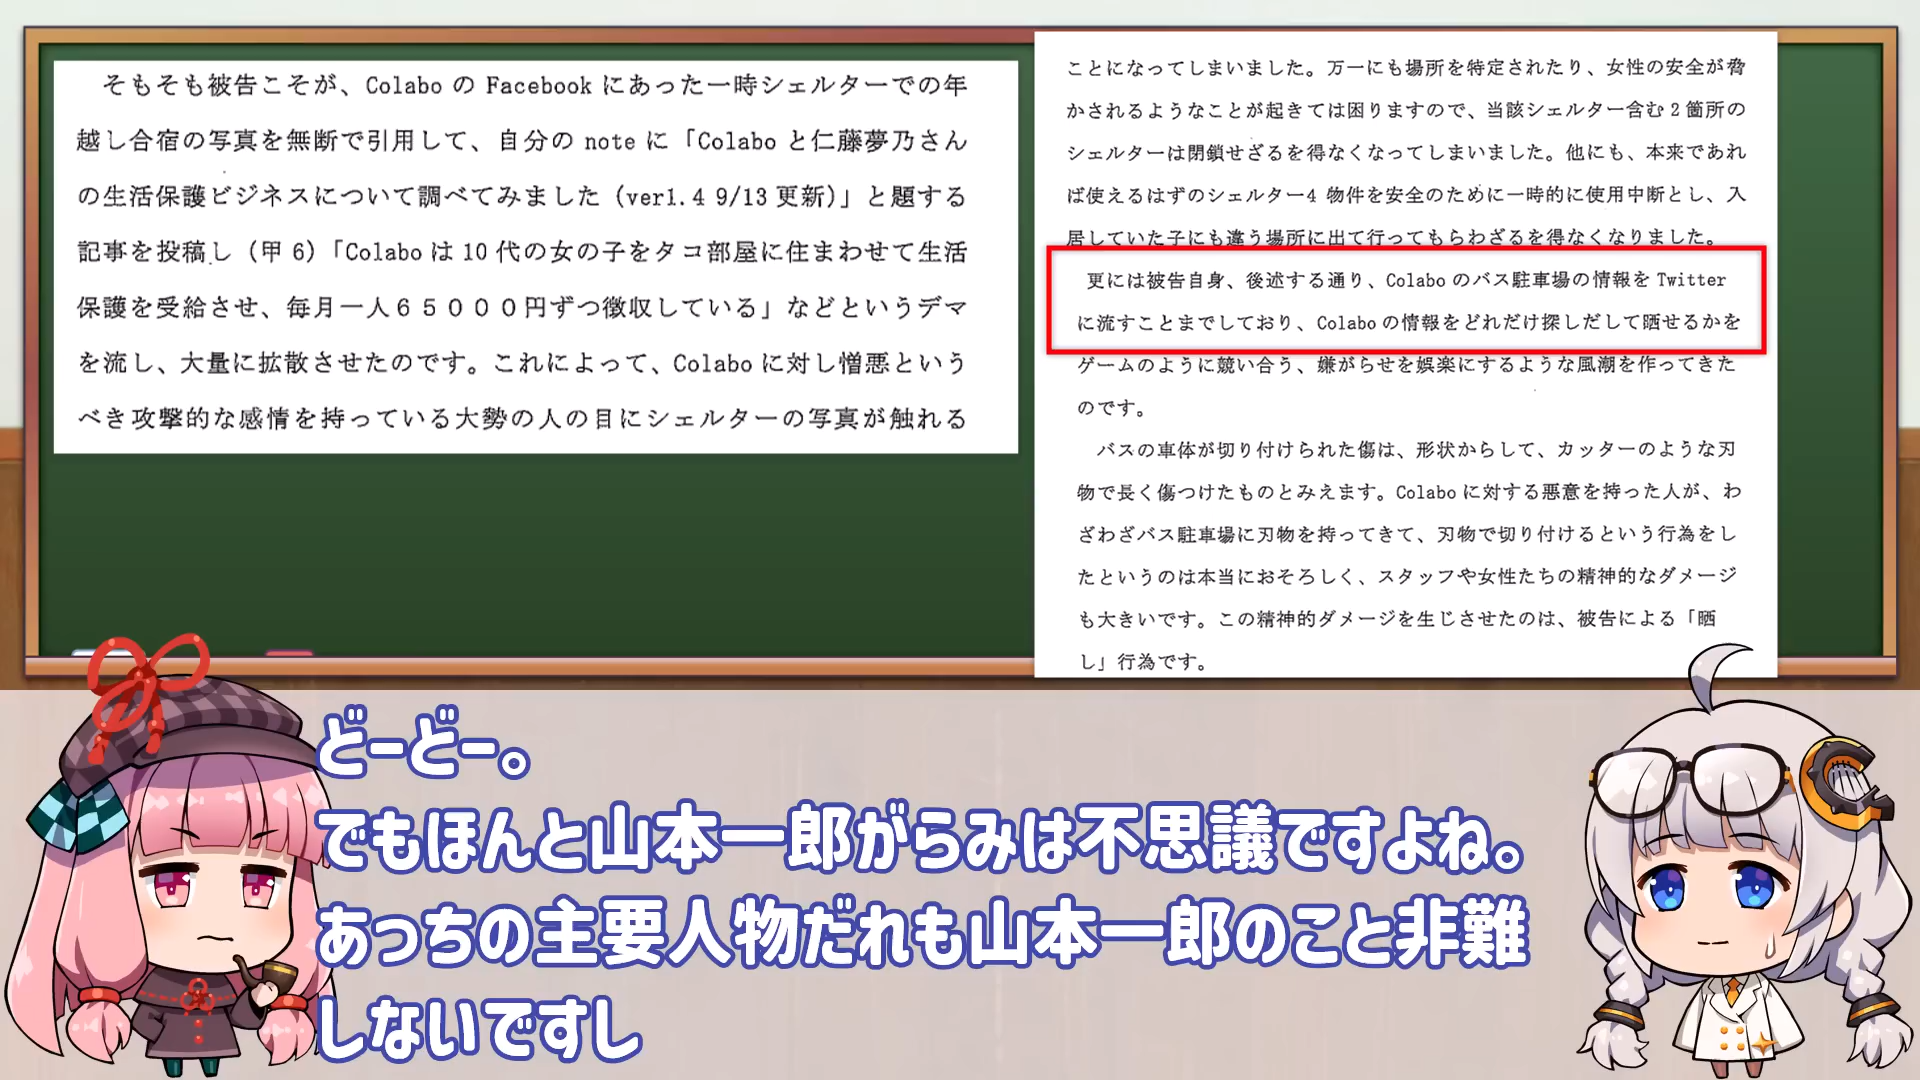 そもそも被告こそが、Colabo の Facebook にあった一時シェルターでの年
越し合宿の写真を無断で引用して、自分の note に「Colabo と仁藤夢乃さん
の生活保護ビジネスについて調べてみました（ver1.4 9/13 更新）」と題する
記事を投稿し（甲 6）「Colabo は 10 代の女の子をタコ部屋に住まわせて生活
保護を受給させ、毎月一人６５０００円ずつ徴収している」などというデマ
を流し、大量に拡散させたのです。これによって、Colabo に対し憎悪という
べき攻撃的な感情を持っている大勢の人の目にシェルターの写真が触れる
ことになってしまいました。万一にも場所を特定されたり、女性の安全が脅
かされるようなことが起きては困りますので、当該シェルター含む 2 箇所の
シェルターは閉鎖せざるを得なくなってしまいました。他にも、本来であれ
ば使えるはずのシェルター4 物件を安全のために一時的に使用中断とし、入
居していた子にも違う場所に出て行ってもらわざるを得なくなりました。
更には被告自身、後述する通り、Colabo のバス駐車場の情報を Twitter
に流すことまでしており、Colabo の情報をどれだけ探しだして晒せるかを
ゲームのように競い合う、嫌がらせを娯楽にするような風潮を作ってきた
のです。
バスの車体が切り付けられた傷は、形状からして、カッターのような刃
物で長く傷つけたものとみえます。Colabo に対する悪意を持った人が、わ
ざわざバス駐車場に刃物を持ってきて、刃物で切り付けるという行為をし
たというのは本当におそろしく、スタッフや女性たちの精神的なダメージ
も大きいです。この精神的ダメージを生じさせたのは、被告による「晒
し」行為です。
どーどー。
でもほんと山本一郎がらみは不思議ですよね。
あっちの主要人物だれも山本一郎のこと非難
しないですし